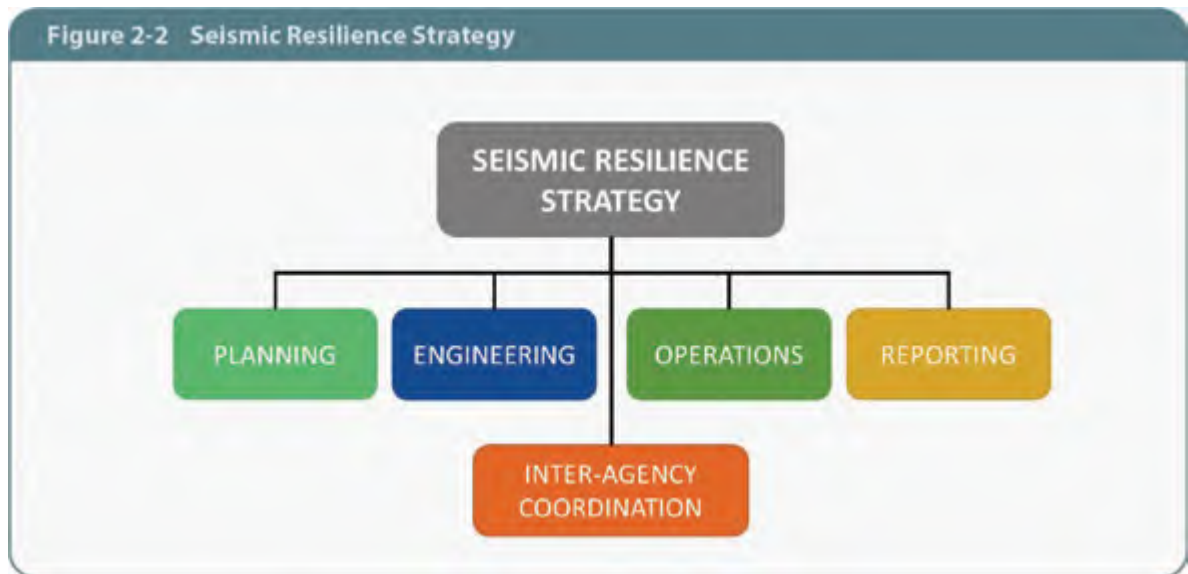 Figure 2-2 Seismic Resilience Strategy
SEISMIC RESILIENCE
STRATEGY
PLANNING
ENGINEERING
OPERATIONS
REPORTING
INTER-AGENCY
COORDINATION